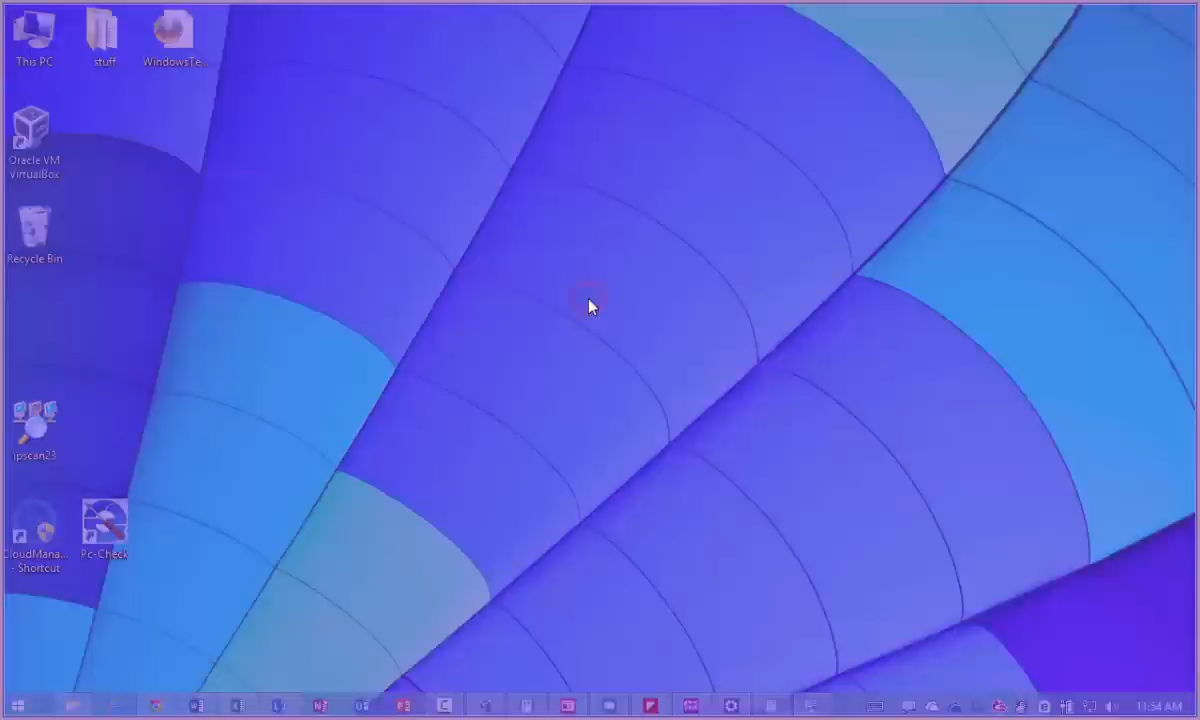 This PC
stuff
WindowsTe...
Oracle VM
VirtualBox
Recycle Bin
ipscan23
CloudMana...
- Shortcut
Pc-Check
11:54 AM